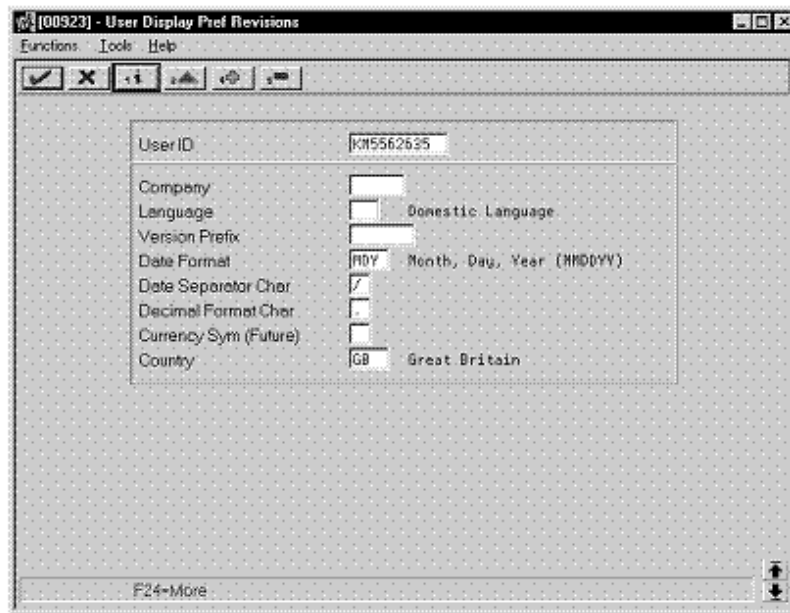 [00923] - User Display Pref Revisions
Functions Tools Help
User ID KM5562635
Company
Language Domestic Language
Version Prefix
Date Format MDY Month, Day, Year (MMDDYY)
Date Separator Char /
Decimal Format Char .
Currency Sym (Future)
Country GB Great Britain
F24=More